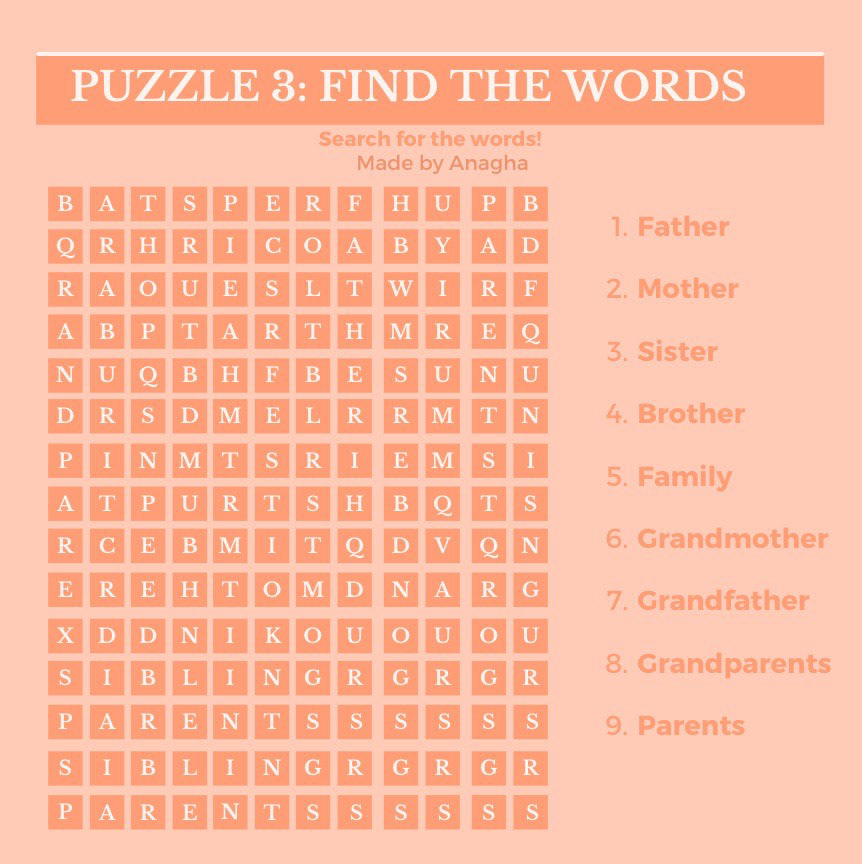 PUZZLE 3: FIND THE WORDS
Search for the words!
Made by Anagha
B A T S P E R F H U P B
Q R H R I C O A B Y A D
R A O U E S L T W I R F
A B P T A R T H M R E Q
N U Q B H F B E S U N U
D R S D M E L R R M T N
P I N M T S R I E M S I
A T P U R T S H B Q T S
R C E B M I T Q D V Q N
E R E H T O M D N A R G
X D D N I K O U O U O U
S I B L I N G R G R G R
P A R E N T S S S S S S
S I B L I N G R G R G R
P A R E N T S S S S S S
1. Father
2. Mother
3. Sister
4. Brother
5. Family
6. Grandmother
7. Grandfather
8. Grandparents
9. Parents